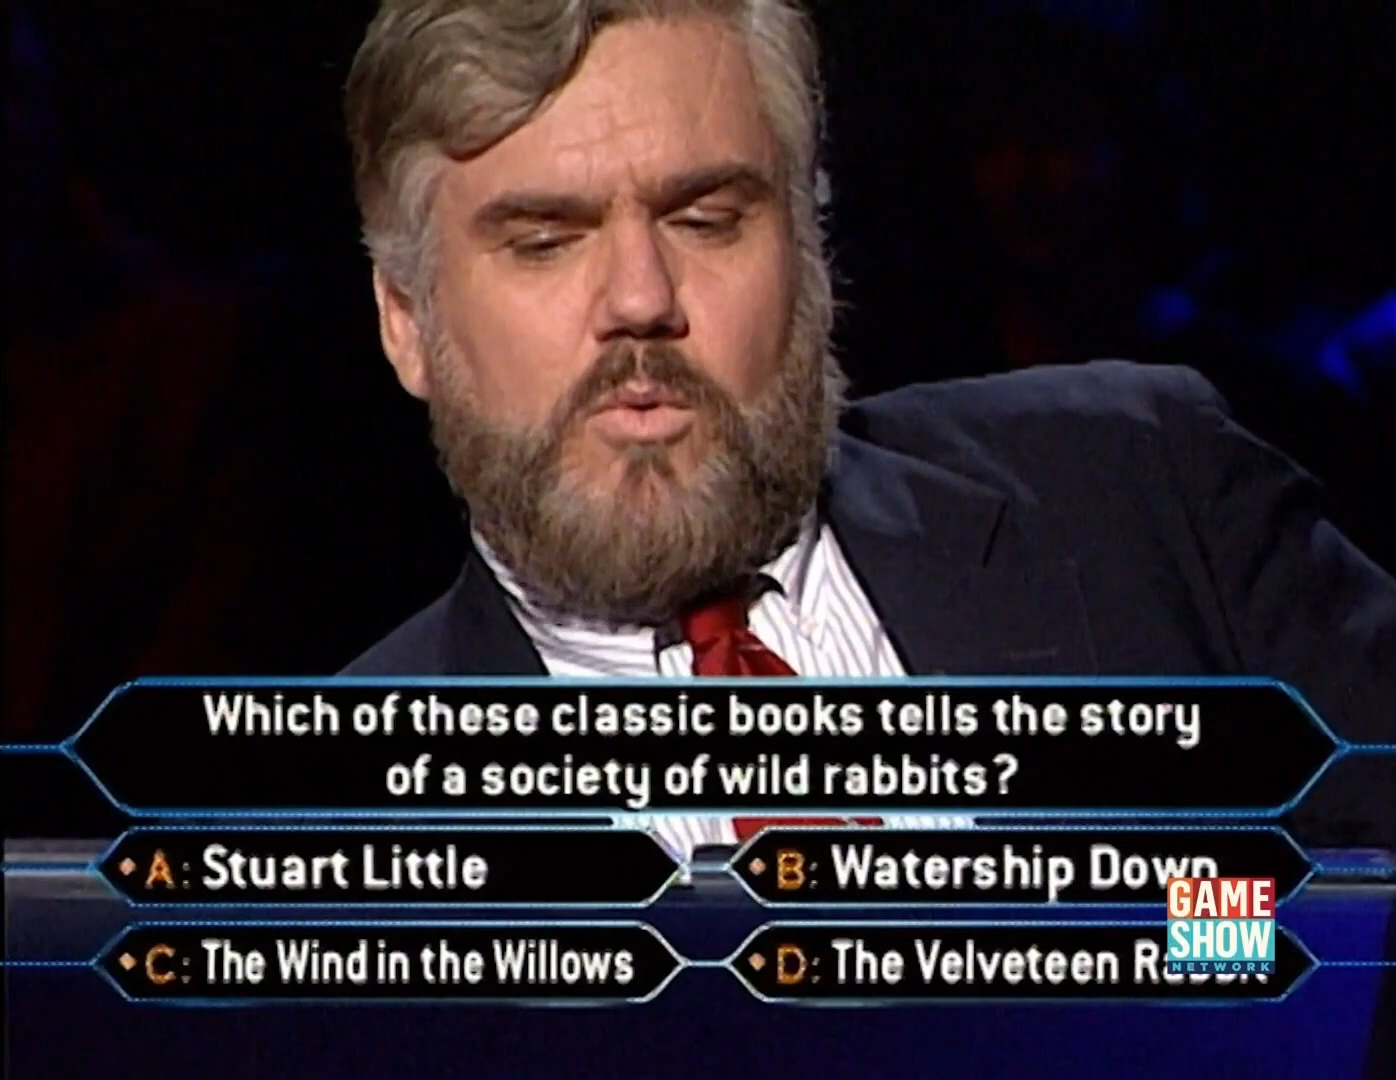 Which of these classic books tells the story
of a society of wild rabbits?
A: Stuart Little
B: Watership Down
C: The Wind in the Willows
D: The Velveteen
GAME
SHOW
NETWORK